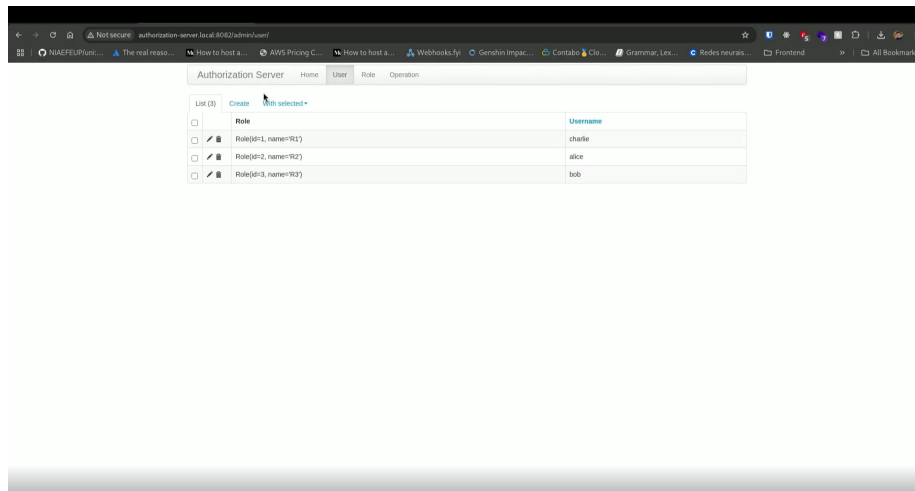 Not secure authorization-server.local:8082/admin/user/
NIAEFEUP/uni:... The real reaso... How to host a... AWS Pricing C... How to host a... Webhooks.fyi Genshin Impac... Contabo Clo... Grammar, Lex... Redes neurais... Frontend » All Bookmark
Authorization Server Home User Role Operation
List (3) Create With selected
Role Username
Role(id=1, name='R1') charlie
Role(id=2, name='R2') alice
Role(id=3, name='R3') bob